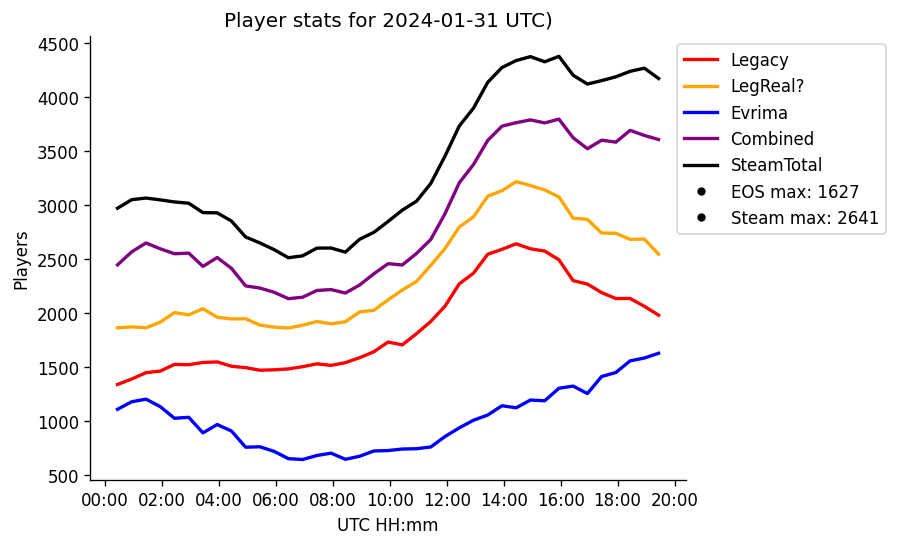 Player stats for 2024-01-31 UTC)
4500
4000
3500
3000
2500
2000
1500
1000
500
Players
00:00 02:00 04:00 06:00 08:00 10:00 12:00 14:00 16:00 18:00 20:00
UTC HH:mm
Legacy
LegReal?
Evrima
Combined
SteamTotal
EOS max: 1627
Steam max: 2641